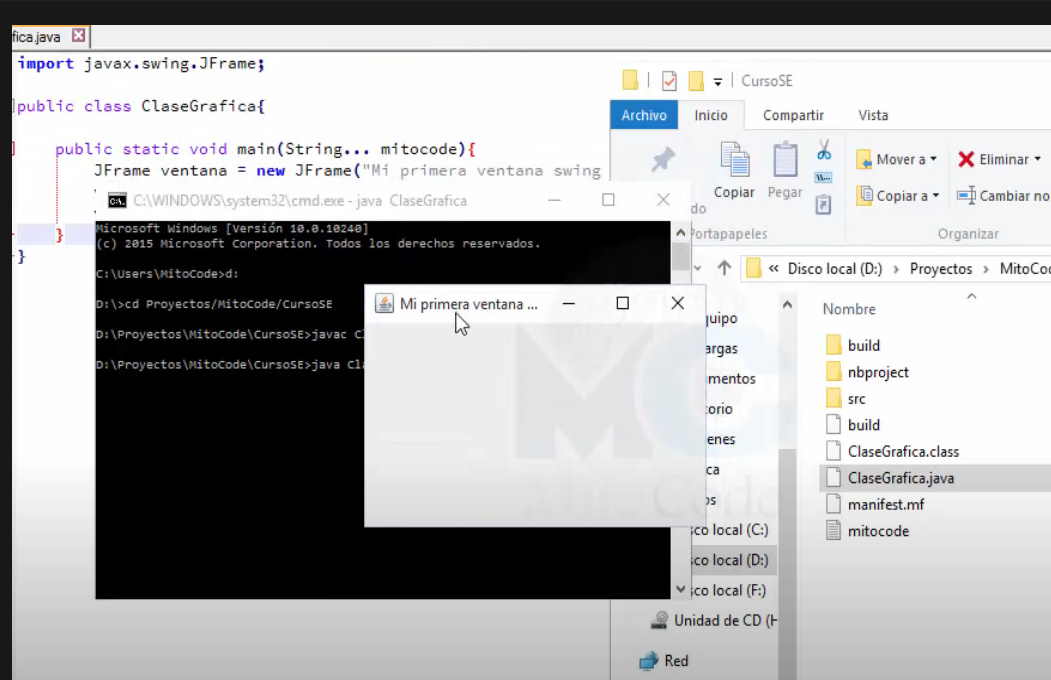 fica.java
import javax.swing.JFrame;
public class ClaseGrafica{
public static void main(String... mitocode){
JFrame ventana = new JFrame("Mi primera ventana swing
}
}
C:\WINDOWS\system32\cmd.exe - java ClaseGrafica
Microsoft Windows [Versión 10.0.10240]
(c) 2015 Microsoft Corporation. Todos los derechos reservados.
C:\Users\MitoCode>d:
D:\>cd Proyectos/MitoCode/CursoSE
D:\Proyectos\MitoCode\CursoSE>javac Cl
D:\Proyectos\MitoCode\CursoSE>java Cla
Mi primera ventana ...
CursoSE
Archivo Inicio Compartir Vista
Copiar Pegar
Mover a Eliminar
Copiar a Cambiar no
do
Portapapeles Organizar
« Disco local (D:) > Proyectos > MitoCo
Nombre
quipo
argas
mentos
torio
enes
ca
os
sco local (C:)
sco local (D:)
sco local (F:)
Unidad de CD (H
Red
build
nbproject
src
build
ClaseGrafica.class
ClaseGrafica.java
manifest.mf
mitocode
MC